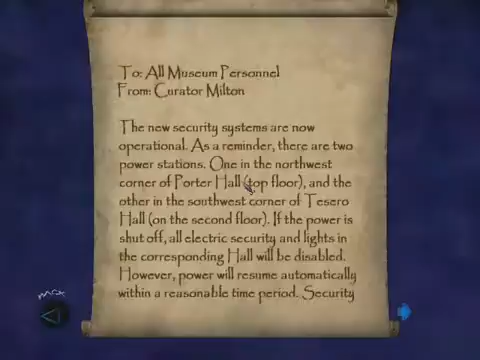 To: All Museum Personnel
From: Curator Milton
The new security systems are now
operational. As a reminder, there are two
power stations. One in the northwest
corner of Porter Hall (top floor), and the
other in the southwest corner of Tesero
Hall (on the second floor). If the power is
shut off, all electric security and lights in
the corresponding Hall will be disabled.
However, power will resume automatically
within a reasonable time period. Security